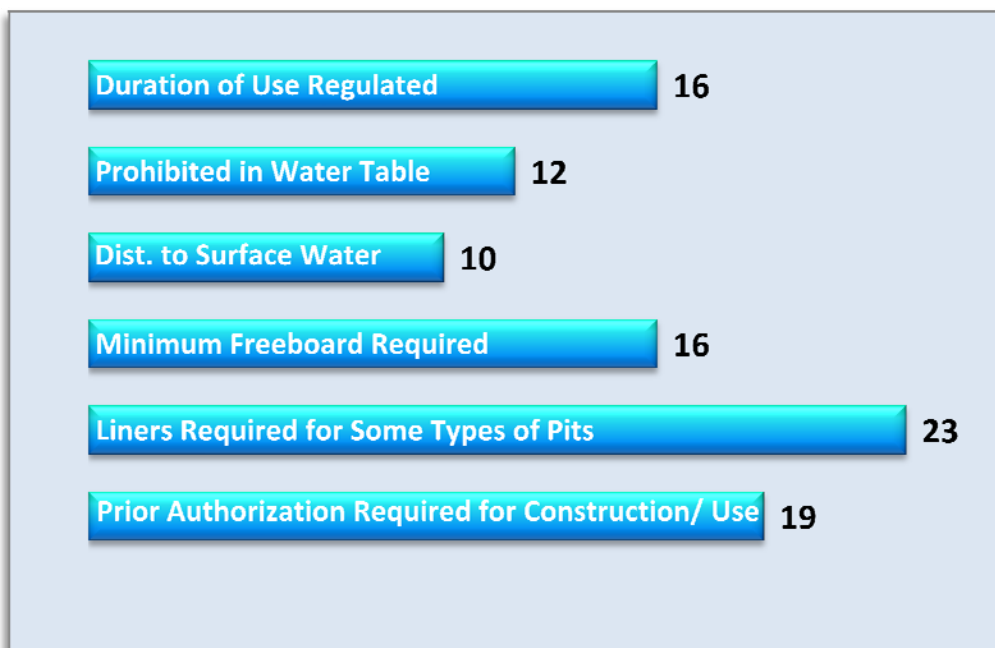 Duration of Use Regulated 16
Prohibited in Water Table 12
Dist. to Surface Water 10
Minimum Freeboard Required 16
Liners Required for Some Types of Pits 23
Prior Authorization Required for Construction/ Use 19